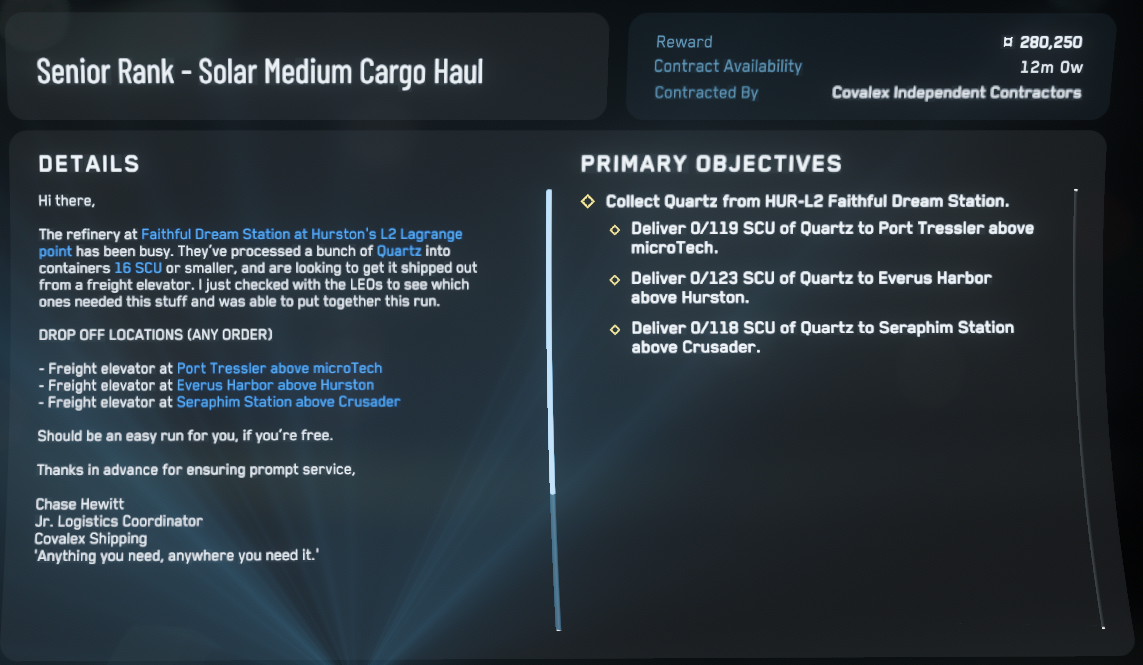 Senior Rank - Solar Medium Cargo Haul
Reward ¤ 280,250
Contract Availability 12m 0w
Contracted By Covalex Independent Contractors
DETAILS
Hi there,
The refinery at Faithful Dream Station at Hurston's L2 Lagrange
point has been busy. They've processed a bunch of Quartz into
containers 16 SCU or smaller, and are looking to get it shipped out
from a freight elevator. I just checked with the LEOs to see which
ones needed this stuff and was able to put together this run.
DROP OFF LOCATIONS (ANY ORDER)
- Freight elevator at Port Tressler above microTech
- Freight elevator at Everus Harbor above Hurston
- Freight elevator at Seraphim Station above Crusader
Should be an easy run for you, if you're free.
Thanks in advance for ensuring prompt service,
Chase Hewitt
Jr. Logistics Coordinator
Covalex Shipping
'Anything you need, anywhere you need it.'
PRIMARY OBJECTIVES
Collect Quartz from HUR-L2 Faithful Dream Station.
Deliver 0/119 SCU of Quartz to Port Tressler above
microTech.
Deliver 0/123 SCU of Quartz to Everus Harbor
above Hurston.
Deliver 0/118 SCU of Quartz to Seraphim Station
above Crusader.